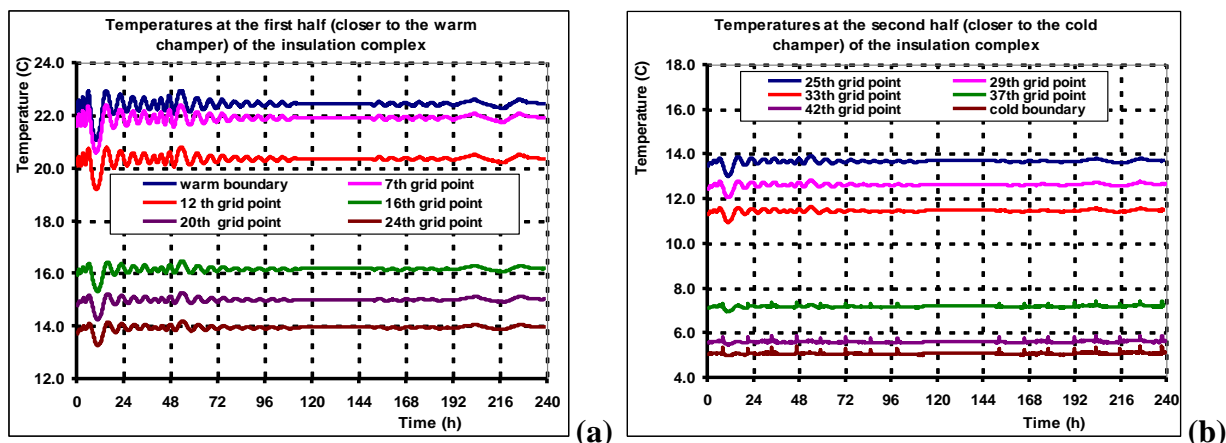 Temperatures at the first half (closer to the warm
champer) of the insulation complex
24.0
22.0
20.0
18.0
16.0
14.0
12.0
Temperature (C)
warm boundary
7th grid point
12 th grid point
16th grid point
20th grid point
24th grid point
0 24 48 72 96 120 144 168 192 216 240
Time (h)
(a)
Temperatures at the second half (closer to the cold
champer) of the insulation complex
18.0
16.0
14.0
12.0
10.0
8.0
6.0
4.0
Temperature (C)
25th grid point
29th grid point
33th grid point
37th grid point
42th grid point
cold boundary
0 24 48 72 96 120 144 168 192 216 240
Time (h)
(b)